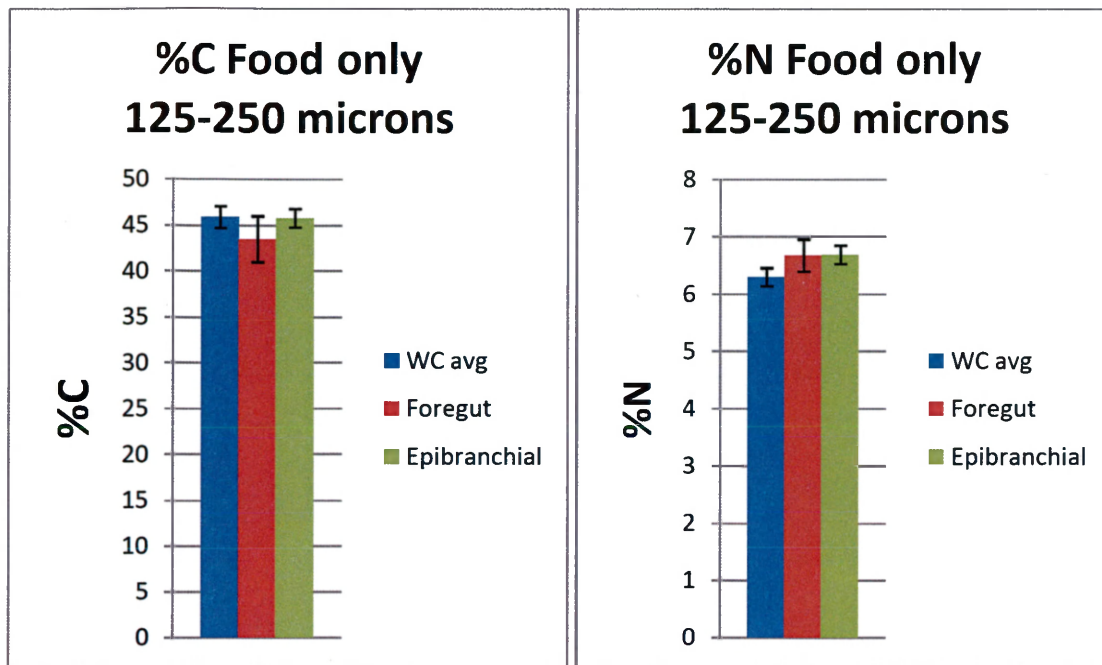 %C Food only
125-250 microns
50
45
40
35
30
25
20
15
10
5
0
%C
WC avg
Foregut
Epibranchial
%N Food only
125-250 microns
8
7
6
5
4
3
2
1
0
%N
WC avg
Foregut
Epibranchial